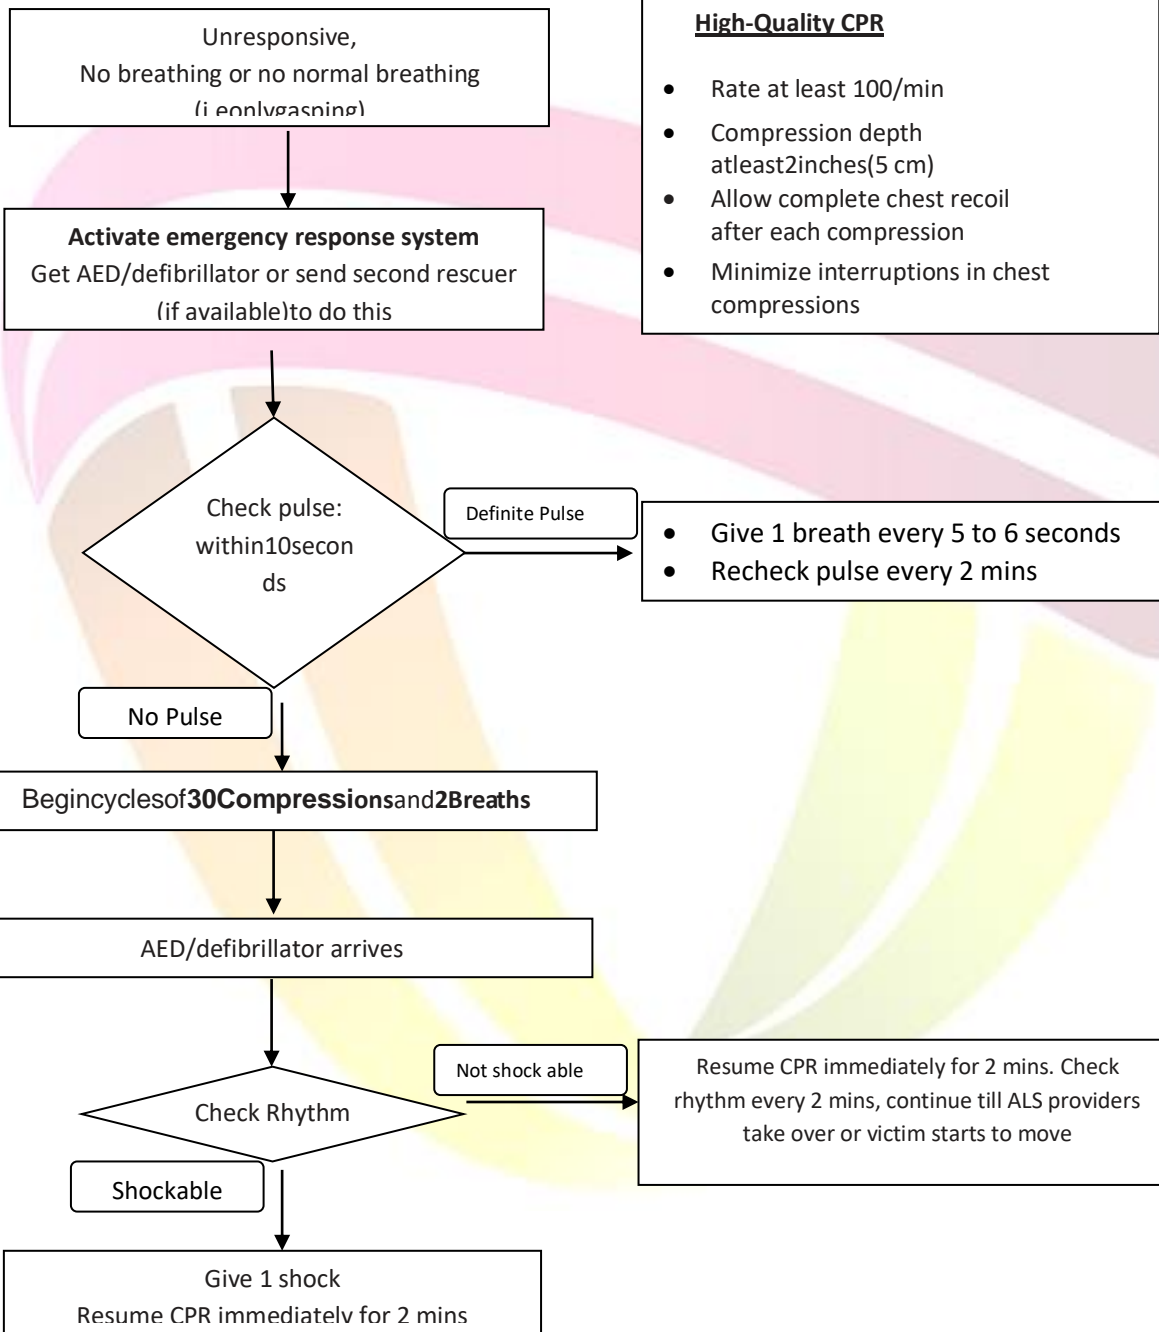 Unresponsive,
No breathing or no normal breathing
(i.eonlygasping)
High-Quality CPR
• Rate at least 100/min
• Compression depth
atleast2inches(5 cm)
• Allow complete chest recoil
after each compression
• Minimize interruptions in chest
compressions
Activate emergency response system
Get AED/defibrillator or send second rescuer
(if available)to do this
Check pulse:
within10secon
ds
Definite Pulse
• Give 1 breath every 5 to 6 seconds
• Recheck pulse every 2 mins
No Pulse
Begincyclesof30Compressionsand2Breaths
AED/defibrillator arrives
Check Rhythm
Not shock able
Resume CPR immediately for 2 mins. Check
rhythm every 2 mins, continue till ALS providers
take over or victim starts to move
Shockable
Give 1 shock
Resume CPR immediately for 2 mins